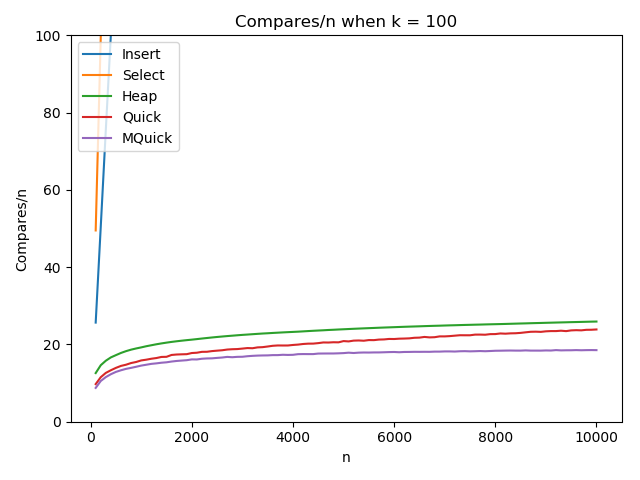 Compares/n when k = 100
100
80
60
40
20
0
Compares/n
Insert
Select
Heap
Quick
MQuick
0 2000 4000 6000 8000 10000
n